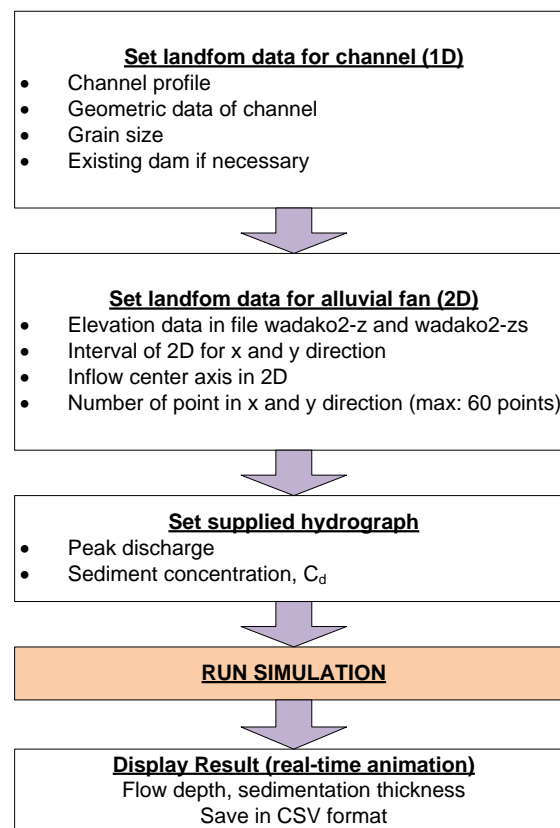 Set landfom data for channel (1D)
• Channel profile
• Geometric data of channel
• Grain size
• Existing dam if necessary
Set landfom data for alluvial fan (2D)
• Elevation data in file wadako2-z and wadako2-zs
• Interval of 2D for x and y direction
• Inflow center axis in 2D
• Number of point in x and y direction (max: 60 points)
Set supplied hydrograph
• Peak discharge
• Sediment concentration, Cd
RUN SIMULATION
Display Result (real-time animation)
Flow depth, sedimentation thickness
Save in CSV format